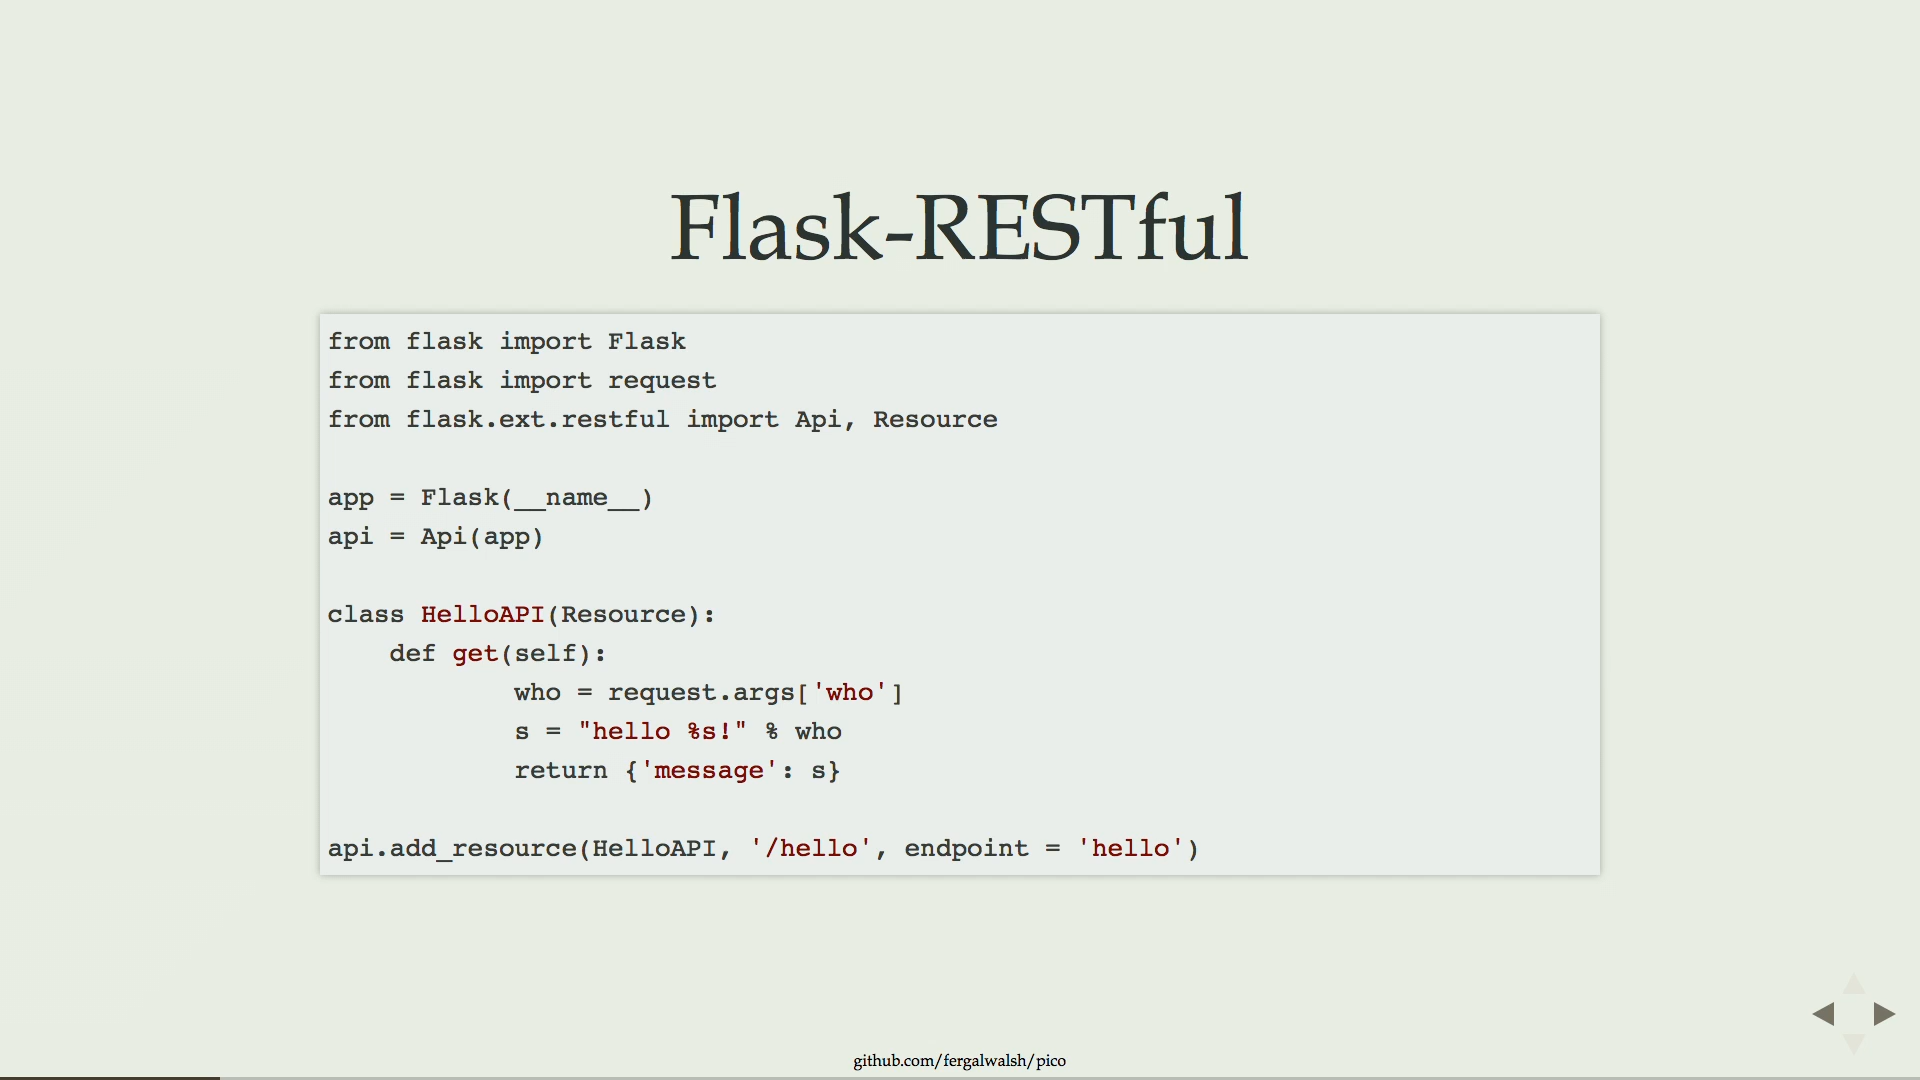 Flask-RESTful
from flask import Flask
from flask import request
from flask.ext.restful import Api, Resource
app = Flask(__name__)
api = Api(app)
class HelloAPI(Resource):
    def get(self):
            who = request.args['who']
            s = "hello %s!" % who
            return {'message': s}
api.add_resource(HelloAPI, '/hello', endpoint = 'hello')
github.com/fergalwalsh/pico